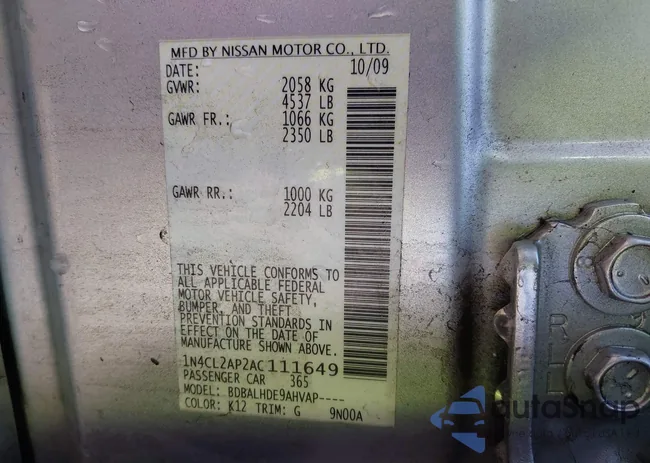 MFD BY NISSAN MOTOR CO., LTD.
DATE: 10/09
GVWR: 2058 KG
4537 LB
GAWR FR.: 1066 KG
2350 LB
GAWR RR.: 1000 KG
2204 LB
THIS VEHICLE CONFORMS TO
ALL APPLICABLE FEDERAL
MOTOR VEHICLE SAFETY,
BUMPER, AND THEFT
PREVENTION STANDARDS IN
EFFECT ON THE DATE OF
MANUFACTURE SHOWN ABOVE.
1N4CL2AP2AC111649
PASSENGER CAR 365
MODEL: BDBALHDE9AHVAP----
COLOR: K12 TRIM: G 9N00A
autoSnap